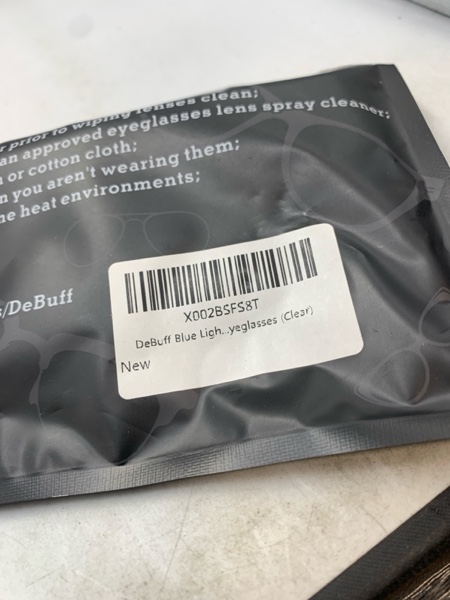 r prior to wiping lenses clean;
an approved eyeglasses lens spray cleaner;
or cotton cloth;
n you aren't wearing them;
me heat environments;
s/DeBuff
X002BSFS8T
DeBuff Blue Ligh...yeglasses (Clear)
New